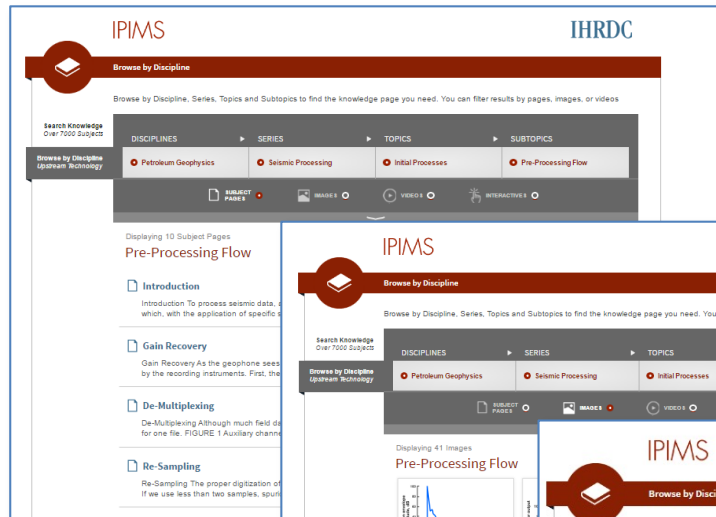 IPIMS
IHRDC
Browse by Discipline
Browse by Discipline, Series, Topics and Subtopics to find the knowledge page you need. You can filter results by pages, images, or videos
Search Knowledge
Over 7000 Subjects
Browse by Discipline
Upstream Technology
DISCIPLINES SERIES TOPICS SUBTOPICS
Petroleum Geophysics Seismic Processing Initial Processes Pre-Processing Flow
SUBJECT PAGES IMAGES VIDEOS INTERACTIVES
Displaying 10 Subject Pages
Pre-Processing Flow
Introduction
Introduction To process seismic data,
which, with the application of specific
Gain Recovery
Gain Recovery As the geophone sees
by the recording instruments. First, the
De-Multiplexing
De-Multiplexing Although much field da
for one file. FIGURE 1 Auxiliary chann
Re-Sampling
Re-Sampling The proper digitization of
If we use less than two samples, spuri
IPIMS
Browse by Discipline
Browse by Discipline, Series, Topics and Subtopics to find the knowledge page you need. You
Search Knowledge
Over 7000 Subjects
Browse by Discipline
Upstream Technology
DISCIPLINES SERIES TOPICS
Petroleum Geophysics Seismic Processing Initial Processes
SUBJECT PAGES IMAGES VIDEOS
Displaying 41 Images
Pre-Processing Flow
IPIMS
Browse by Disci